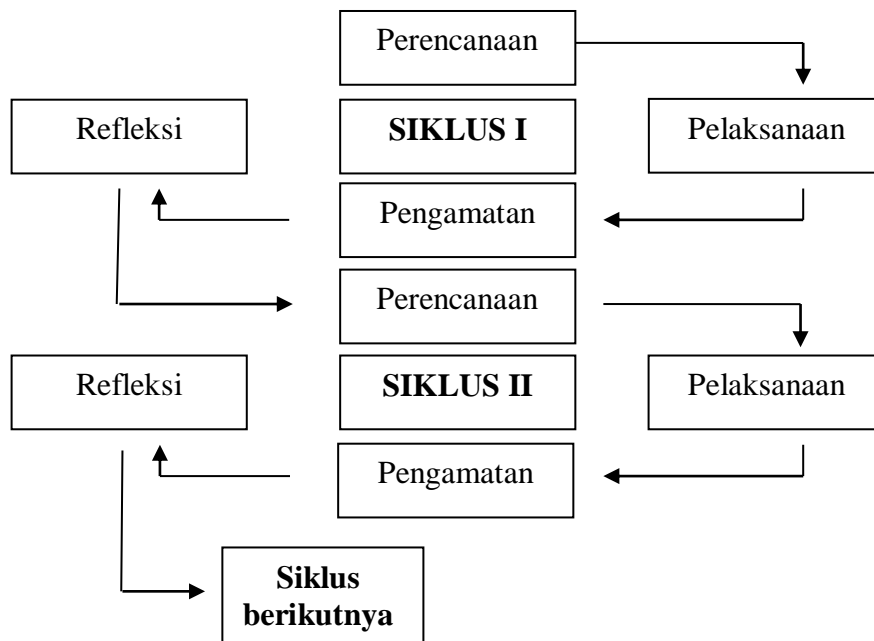 Perencanaan
Refleksi
SIKLUS I
Pelaksanaan
Pengamatan
Perencanaan
Refleksi
SIKLUS II
Pelaksanaan
Pengamatan
Siklus
berikutnya